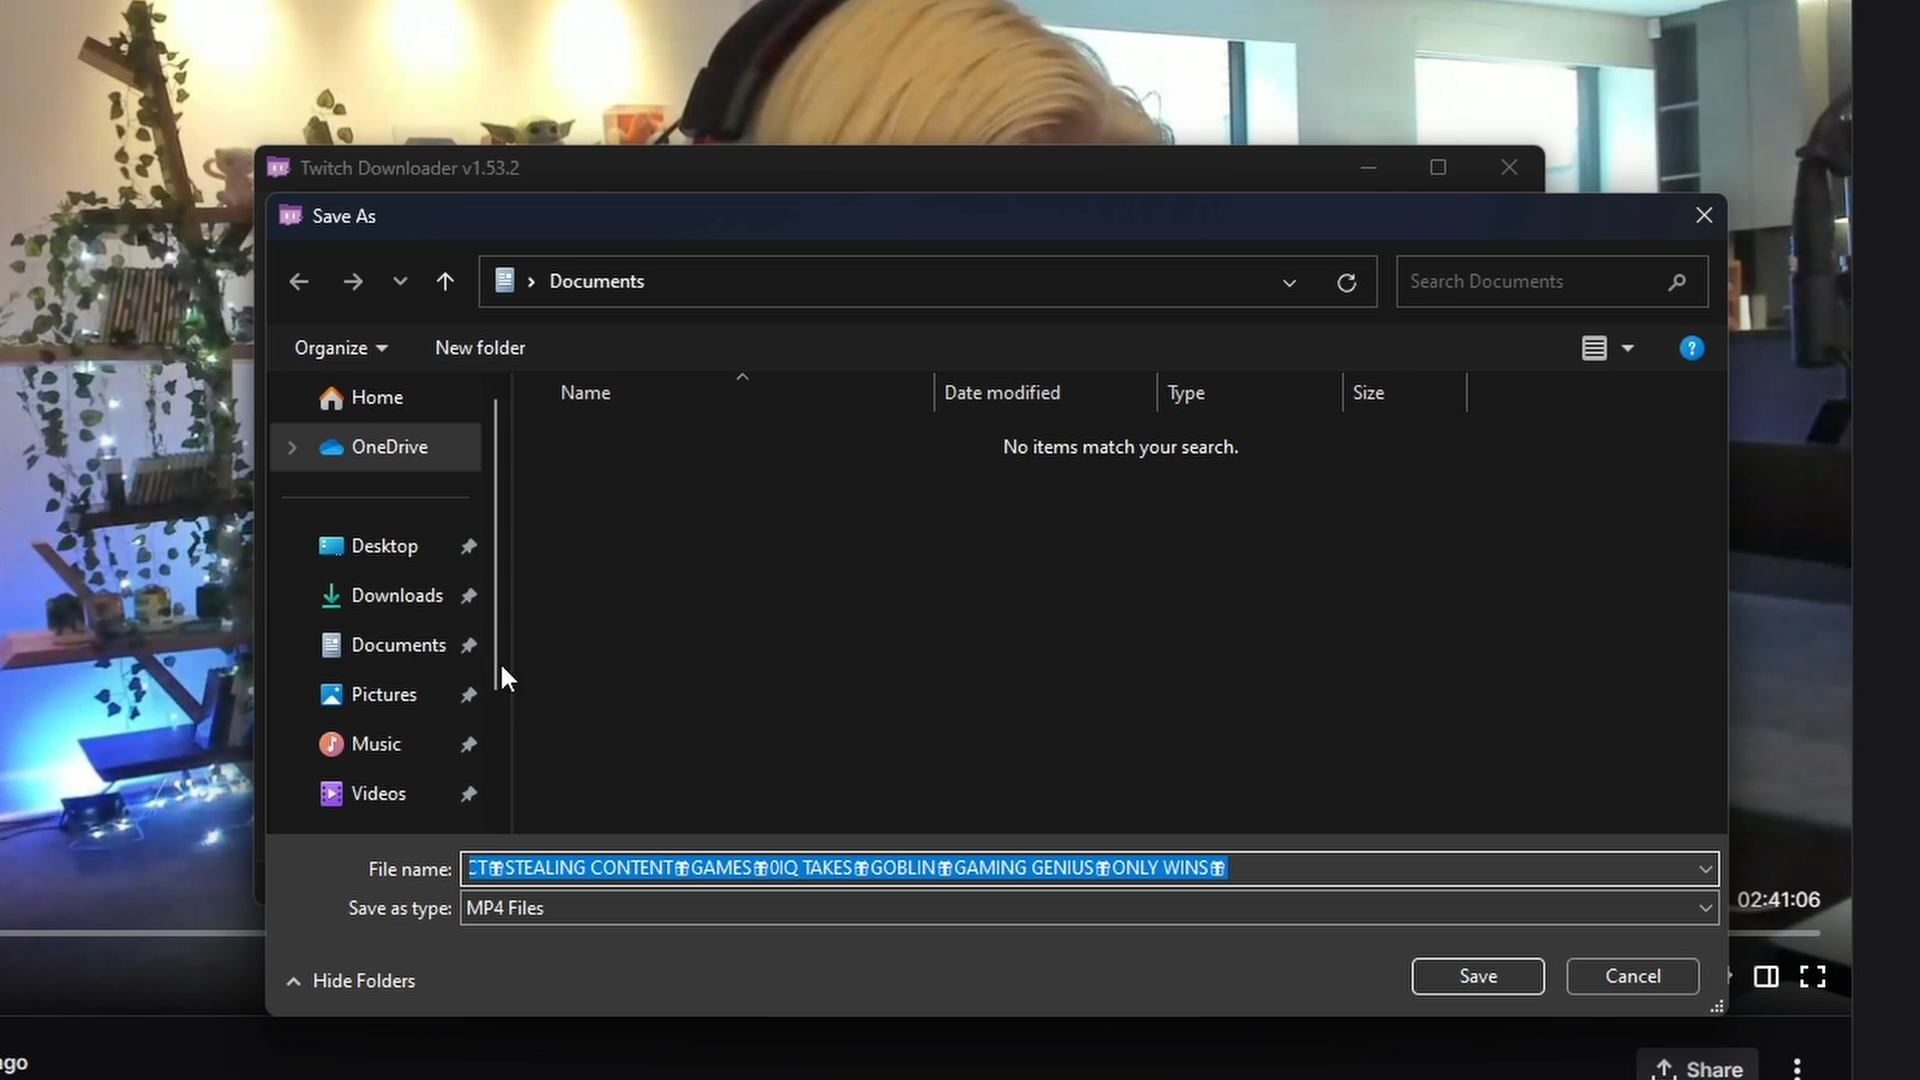 Twitch Downloader v1.53.2
Save As
Documents
Search Documents
Organize
New folder
Name
Date modified
Type
Size
Home
No items match your search.
OneDrive
Desktop
Downloads
Documents
Pictures
Music
Videos
File name: CT🎁STEALING CONTENT🎁GAMES🎁0IQ TAKES🎁GOBLIN🎁GAMING GENIUS🎁ONLY WINS🎁
Save as type: MP4 Files
02:41:06
Hide Folders
Save
Cancel
ago
Share